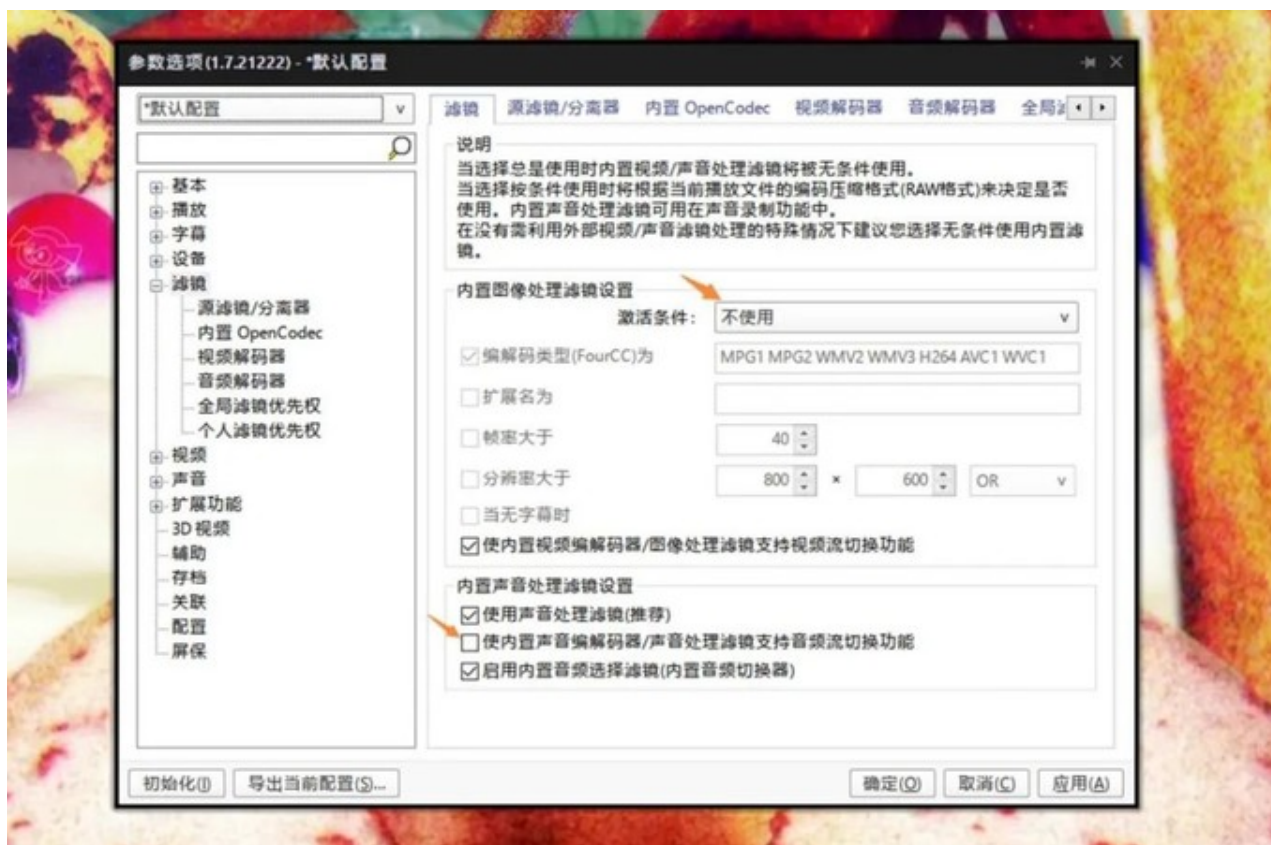 参数选项(1.7.21222) - *默认配置
*默认配置
滤镜 源滤镜/分离器 内置 OpenCodec 视频解码器 音频解码器
基本
播放
字幕
设备
滤镜
源滤镜/分离器
内置 OpenCodec
视频解码器
音频解码器
全局滤镜优先权
个人滤镜优先权
视频
声音
扩展功能
3D 视频
辅助
存档
关联
配置
屏保
说明
当选择总是使用时内置视频/声音处理滤镜将被无条件使用。
当选择按条件使用时将根据当前播放文件的编码压缩格式(RAW格式)来决定是否
使用。内置声音处理滤镜可用在声音录制功能中。
在没有需利用外部视频/声音滤镜处理的特殊情况下建议您选择无条件使用内置滤
镜。
内置图像处理滤镜设置
激活条件: 不使用
编解码类型(FourCC)为 MPG1 MPG2 WMV2 WMV3 H264 AVC1 WVC1
扩展名为
帧率大于 40
分辨率大于 800 × 600 OR
当无字幕时
使内置视频编解码器/图像处理滤镜支持视频流切换功能
内置声音处理滤镜设置
使用声音处理滤镜(推荐)
使内置声音编解码器/声音处理滤镜支持音频流切换功能
启用内置音频选择滤镜(内置音频切换器)
初始化(I) 导出当前配置(S)... 确定(O) 取消(C) 应用(A)